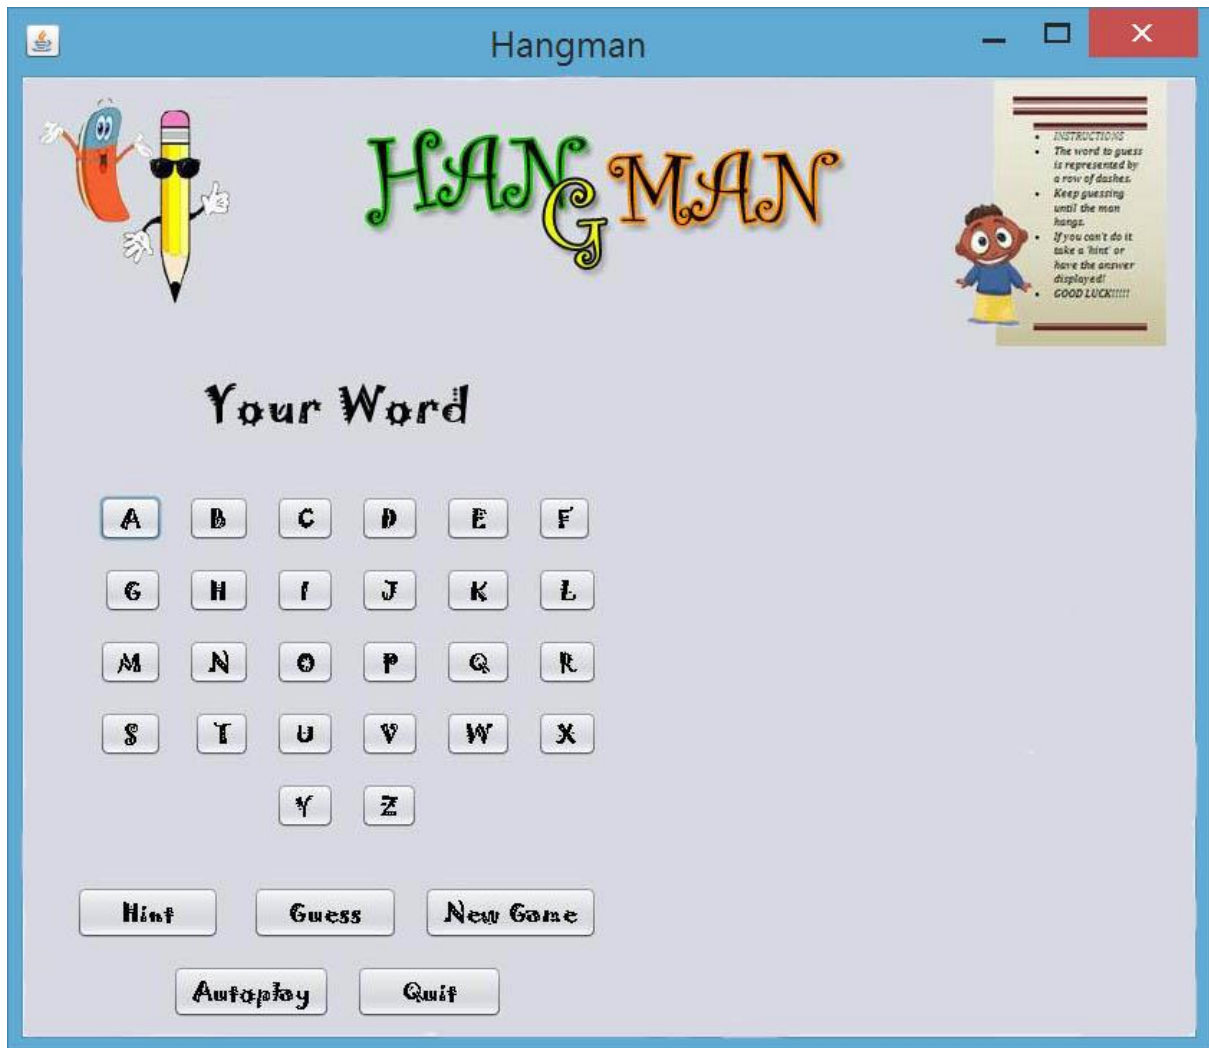 Hangman
HANGMAN
INSTRUCTIONS
The word to guess
is represented by
a row of dashes.
Keep guessing
until the man
hangs.
If you can't do it
take a 'hint' or
have the answer
displayed!
GOOD LUCK!!!!!
Your Word
A B C D E F
G H I J K L
M N O P Q R
S T U V W X
Y Z
Hint Guess New Game
Autoplay Quit